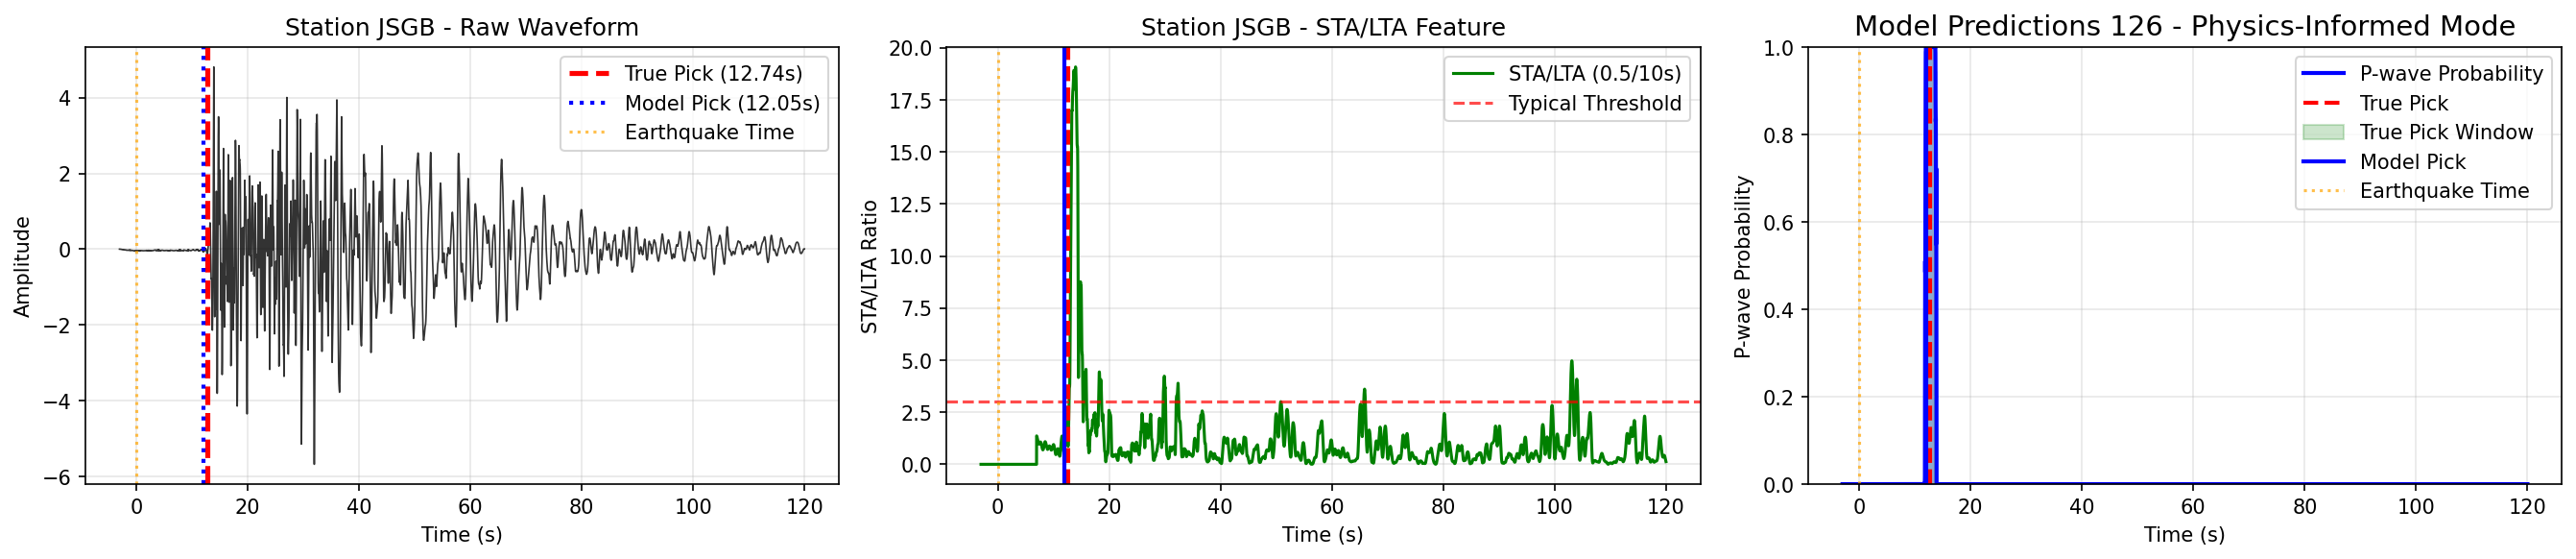 Station JSGB - Raw Waveform
Amplitude
4
2
0
−2
−4
−6
True Pick (12.74s)
Model Pick (12.05s)
Earthquake Time
0 20 40 60 80 100 120
Time (s)
Station JSGB - STA/LTA Feature
STA/LTA Ratio
20.0
17.5
15.0
12.5
10.0
7.5
5.0
2.5
0.0
STA/LTA (0.5/10s)
Typical Threshold
0 20 40 60 80 100 120
Time (s)
Model Predictions 126 - Physics-Informed Mode
P-wave Probability
1.0
0.8
0.6
0.4
0.2
0.0
P-wave Probability
True Pick
True Pick Window
Model Pick
Earthquake Time
0 20 40 60 80 100 120
Time (s)